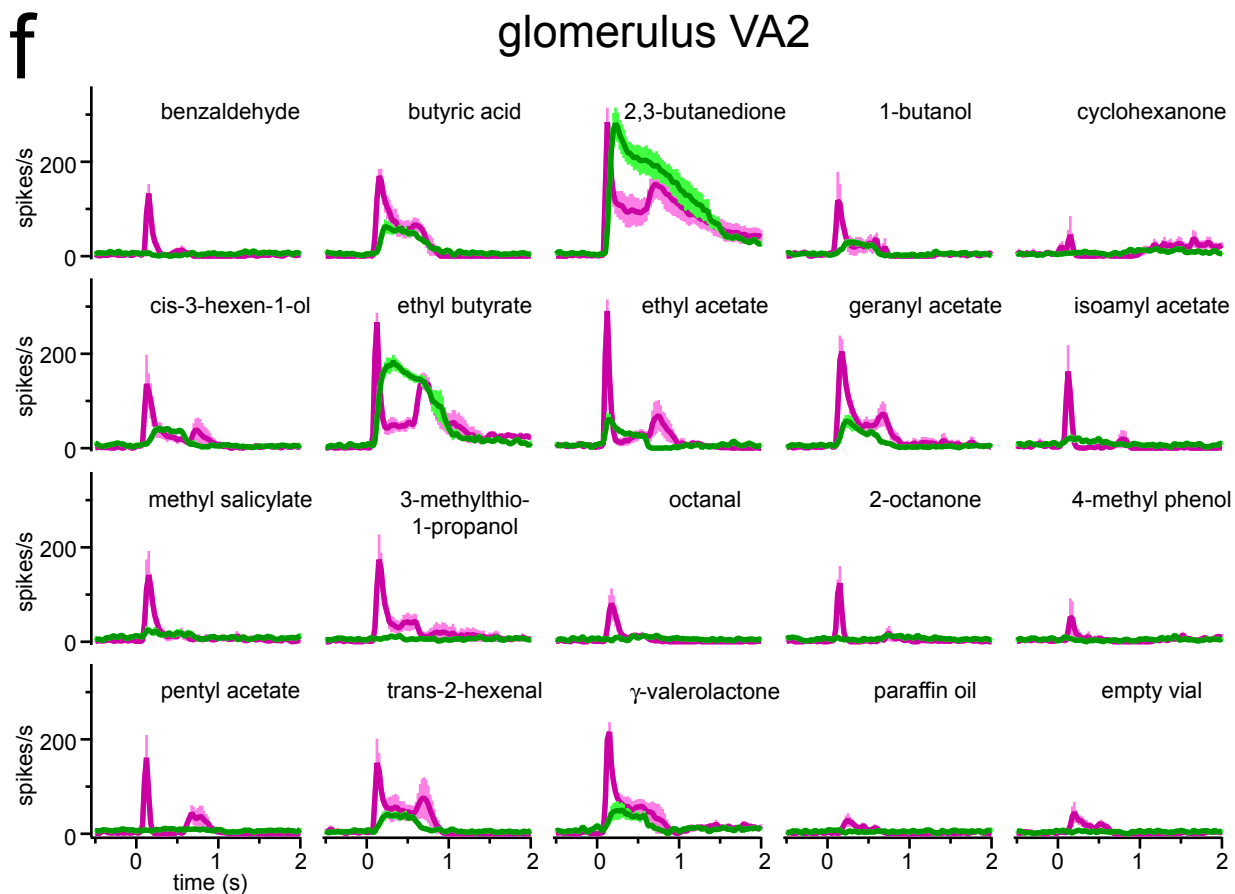 f
glomerulus VA2
benzaldehyde butyric acid 2,3-butanedione 1-butanol cyclohexanone
spikes/s
200
0
cis-3-hexen-1-ol ethyl butyrate ethyl acetate geranyl acetate isoamyl acetate
spikes/s
200
0
methyl salicylate 3-methylthio-1-propanol octanal 2-octanone 4-methyl phenol
spikes/s
200
0
pentyl acetate trans-2-hexenal γ-valerolactone paraffin oil empty vial
spikes/s
200
0
0 1 2 0 1 2 0 1 2 0 1 2 0 1 2
time (s)